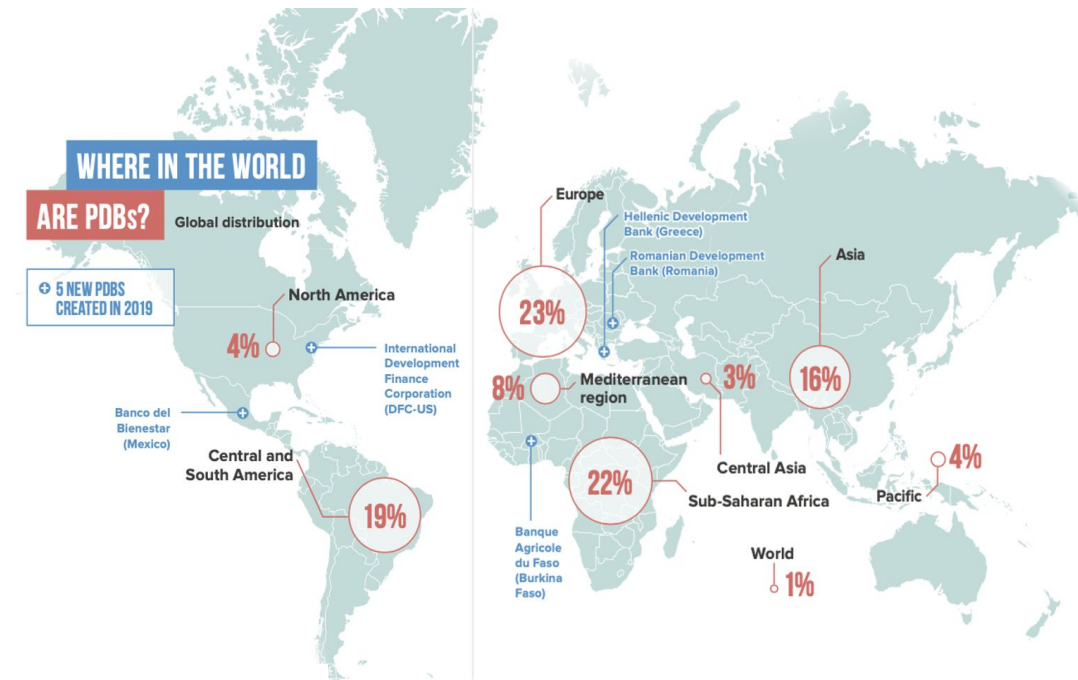 WHERE IN THE WORLD
ARE PDBs?
Global distribution
5 NEW PDBS
CREATED IN 2019
North America
4%
International
Development
Finance
Corporation
(DFC-US)
Banco del
Bienestar
(Mexico)
Central and
South America
19%
Europe
23%
Hellenic Development
Bank (Greece)
Romanian Development
Bank (Romania)
Asia
16%
8%
Mediterranean
region
3%
Central Asia
22%
Sub-Saharan Africa
Banque
Agricole
du Faso
(Burkina
Faso)
4%
Pacific
World
1%